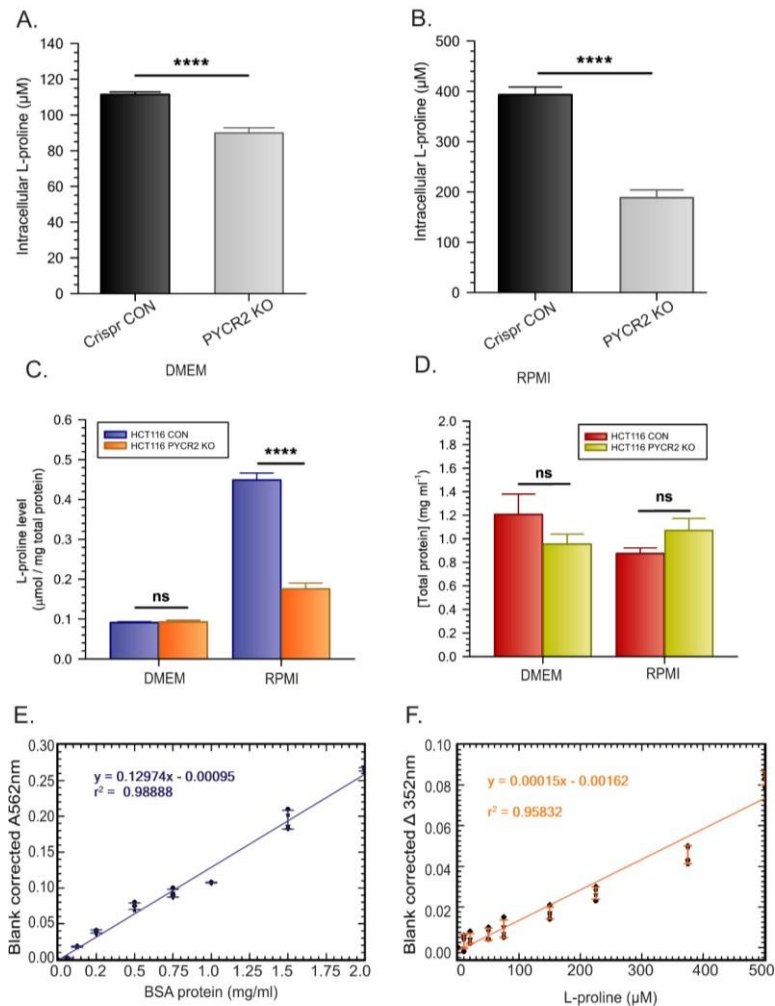 A.
Intracellular L-proline (µM)
140
120
100
80
60
40
20
0
****
Crispr CON
PYCR2 KO
DMEM
B.
Intracellular L-proline (µM)
500
400
300
200
100
0
****
Crispr CON
PYCR2 KO
RPMI
C.
L-proline level
(µmol / mg total protein)
0.6
0.5
0.4
0.3
0.2
0.1
0.0
HCT116 CON
HCT116 PYCR2 KO
ns
****
DMEM
RPMI
D.
[Total protein] (mg ml⁻¹)
2.0
1.8
1.6
1.4
1.2
1.0
0.8
0.6
0.4
0.2
0.0
HCT116 CON
HCT116 PYCR2 KO
ns
ns
DMEM
RPMI
E.
Blank corrected A562nm
0.30
0.25
0.20
0.15
0.10
0.05
0.00
y = 0.12974x - 0.00095
r² = 0.98888
0
0.25
0.5
0.75
1.0
1.5
2.0
BSA protein (mg/ml)
F.
Blank corrected Δ 352nm
0.10
0.08
0.06
0.04
0.02
0.00
y = 0.00015x - 0.00162
r² = 0.95832
0
100
200
300
400
500
L-proline (µM)